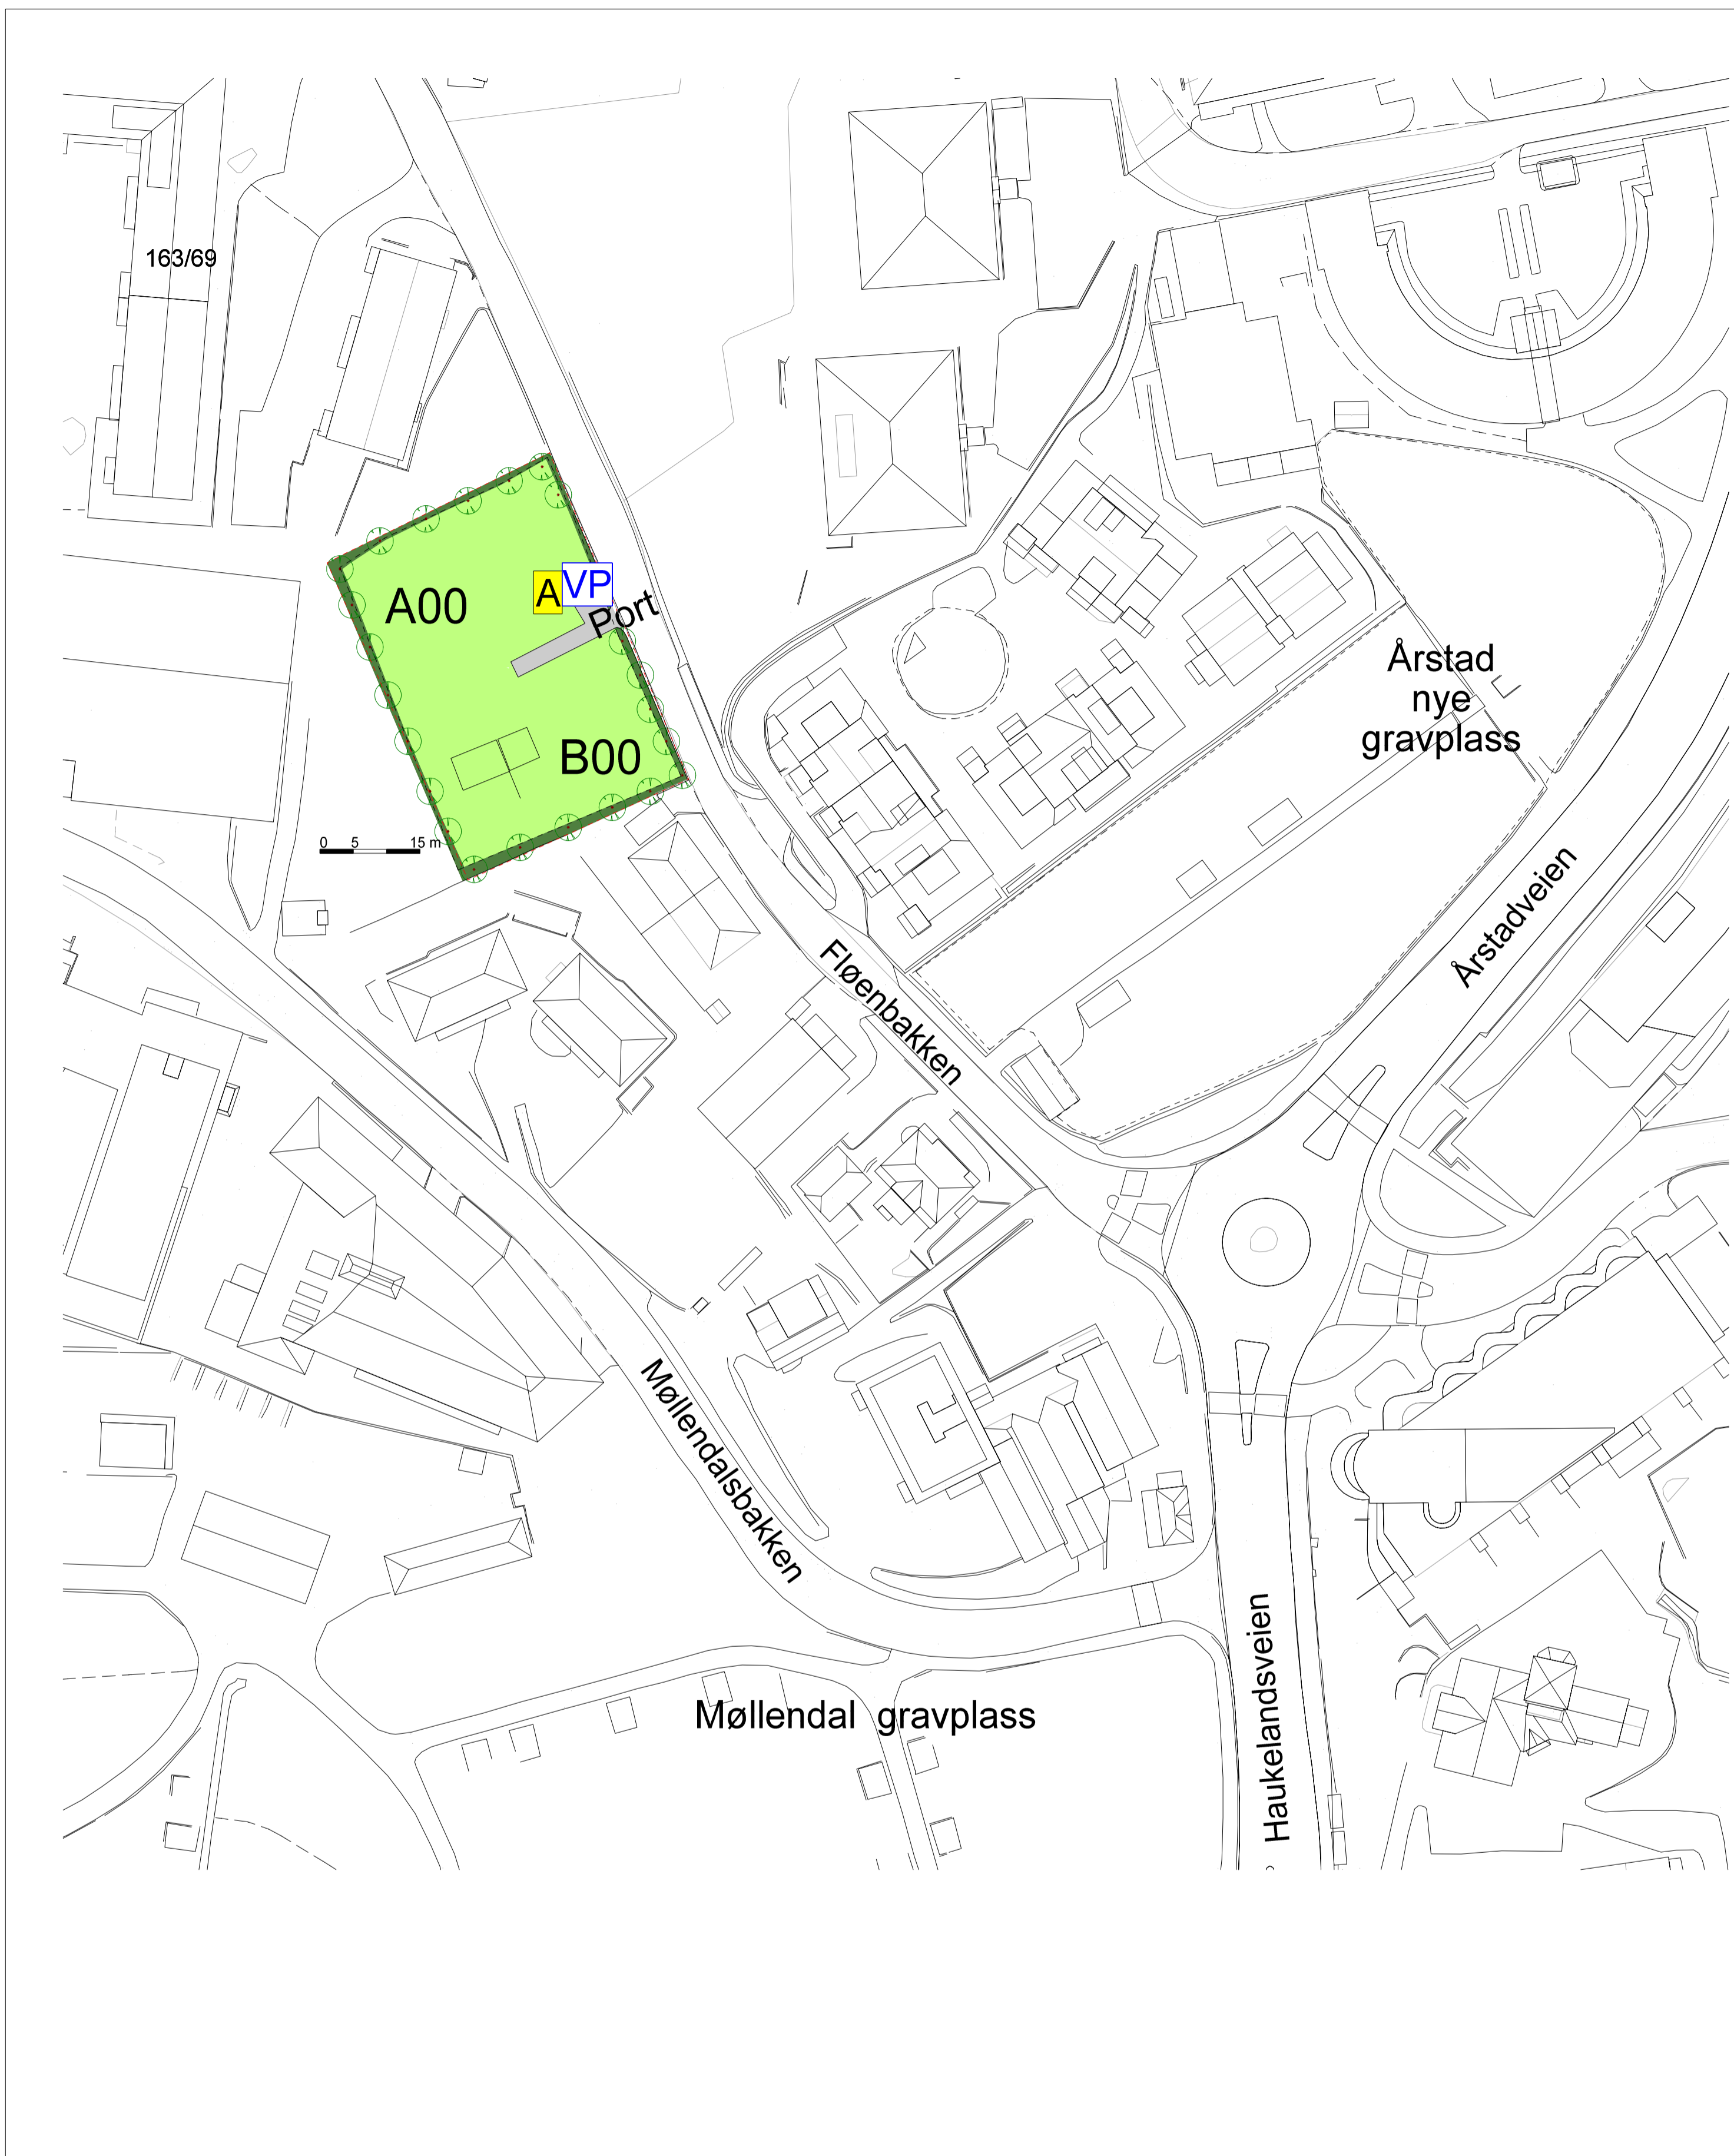 163/69
A00
A
VP
Port
Årstad
nye
gravplass
B00
0 5 15 m
Årstadveien
Fløenbakken
Møllendalsbakken
Haukelandsveien
Møllendal gravplass